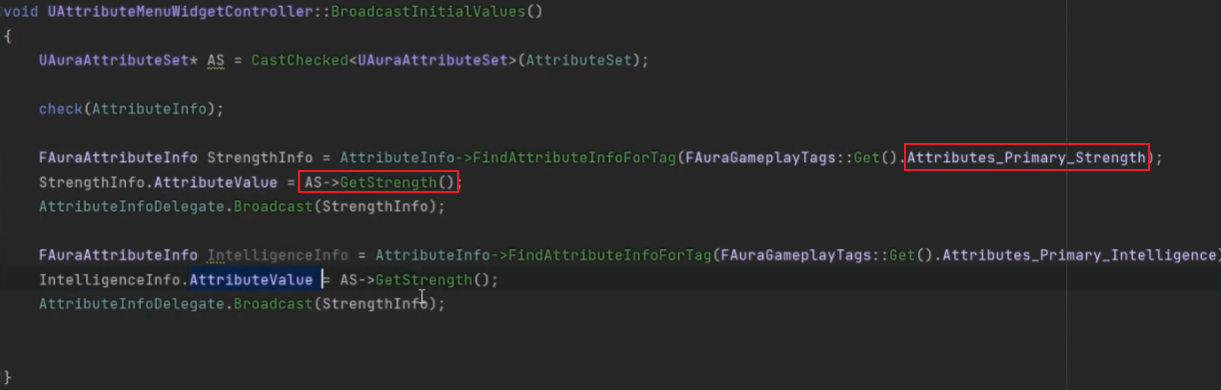 void UAttributeMenuWidgetController::BroadcastInitialValues()
{
UAuraAttributeSet* AS = CastChecked<UAuraAttributeSet>(AttributeSet);
check(AttributeInfo);
FAuraAttributeInfo StrengthInfo = AttributeInfo->FindAttributeInfoForTag(FAuraGameplayTags::Get().Attributes_Primary_Strength);
StrengthInfo.AttributeValue = AS->GetStrength();
AttributeInfoDelegate.Broadcast(StrengthInfo);
FAuraAttributeInfo IntelligenceInfo = AttributeInfo->FindAttributeInfoForTag(FAuraGameplayTags::Get().Attributes_Primary_Intelligence)
IntelligenceInfo.AttributeValue = AS->GetStrength();
AttributeInfoDelegate.Broadcast(StrengthInfo);
}